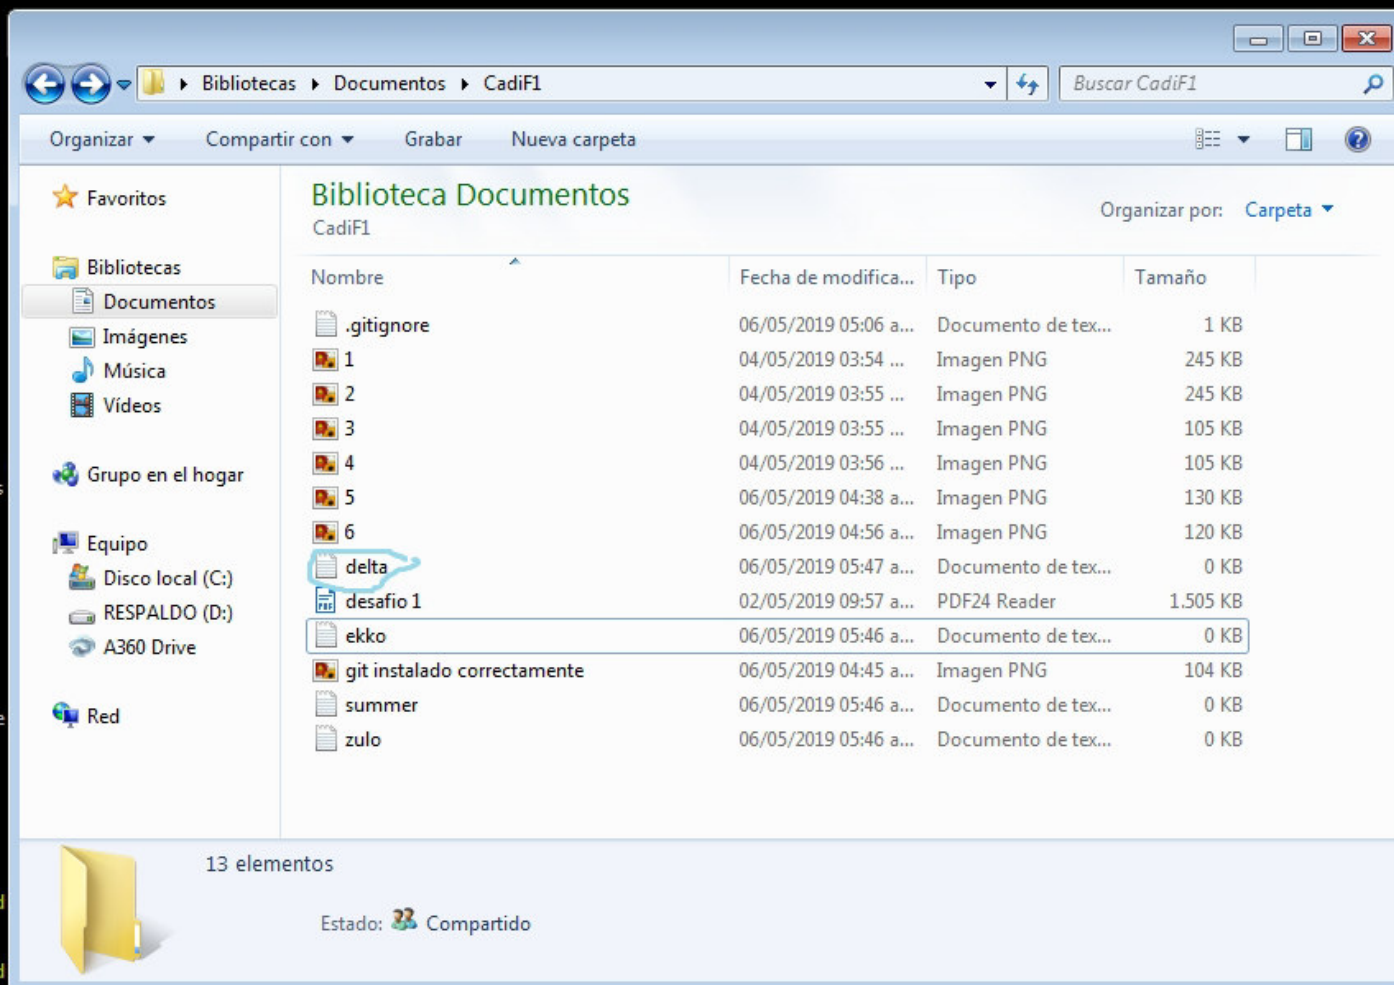 Bibliotecas Documentos CadiF1 Buscar CadiF1
Organizar Compartir con Grabar Nueva carpeta
Favoritos
Bibliotecas
Documentos
Imágenes
Música
Vídeos
Grupo en el hogar
Equipo
Disco local (C:)
RESPALDO (D:)
A360 Drive
Red
Biblioteca Documentos
CadiF1
Organizar por: Carpeta
Nombre Fecha de modifica... Tipo Tamaño
.gitignore 06/05/2019 05:06 a... Documento de tex... 1 KB
1 04/05/2019 03:54 ... Imagen PNG 245 KB
2 04/05/2019 03:55 ... Imagen PNG 245 KB
3 04/05/2019 03:55 ... Imagen PNG 105 KB
4 04/05/2019 03:56 ... Imagen PNG 105 KB
5 06/05/2019 04:38 a... Imagen PNG 130 KB
6 06/05/2019 04:56 a... Imagen PNG 120 KB
delta 06/05/2019 05:47 a... Documento de tex... 0 KB
desafio 1 02/05/2019 09:57 a... PDF24 Reader 1.505 KB
ekko 06/05/2019 05:46 a... Documento de tex... 0 KB
git instalado correctamente 06/05/2019 04:45 a... Imagen PNG 104 KB
summer 06/05/2019 05:46 a... Documento de tex... 0 KB
zulo 06/05/2019 05:46 a... Documento de tex... 0 KB
13 elementos
Estado: Compartido